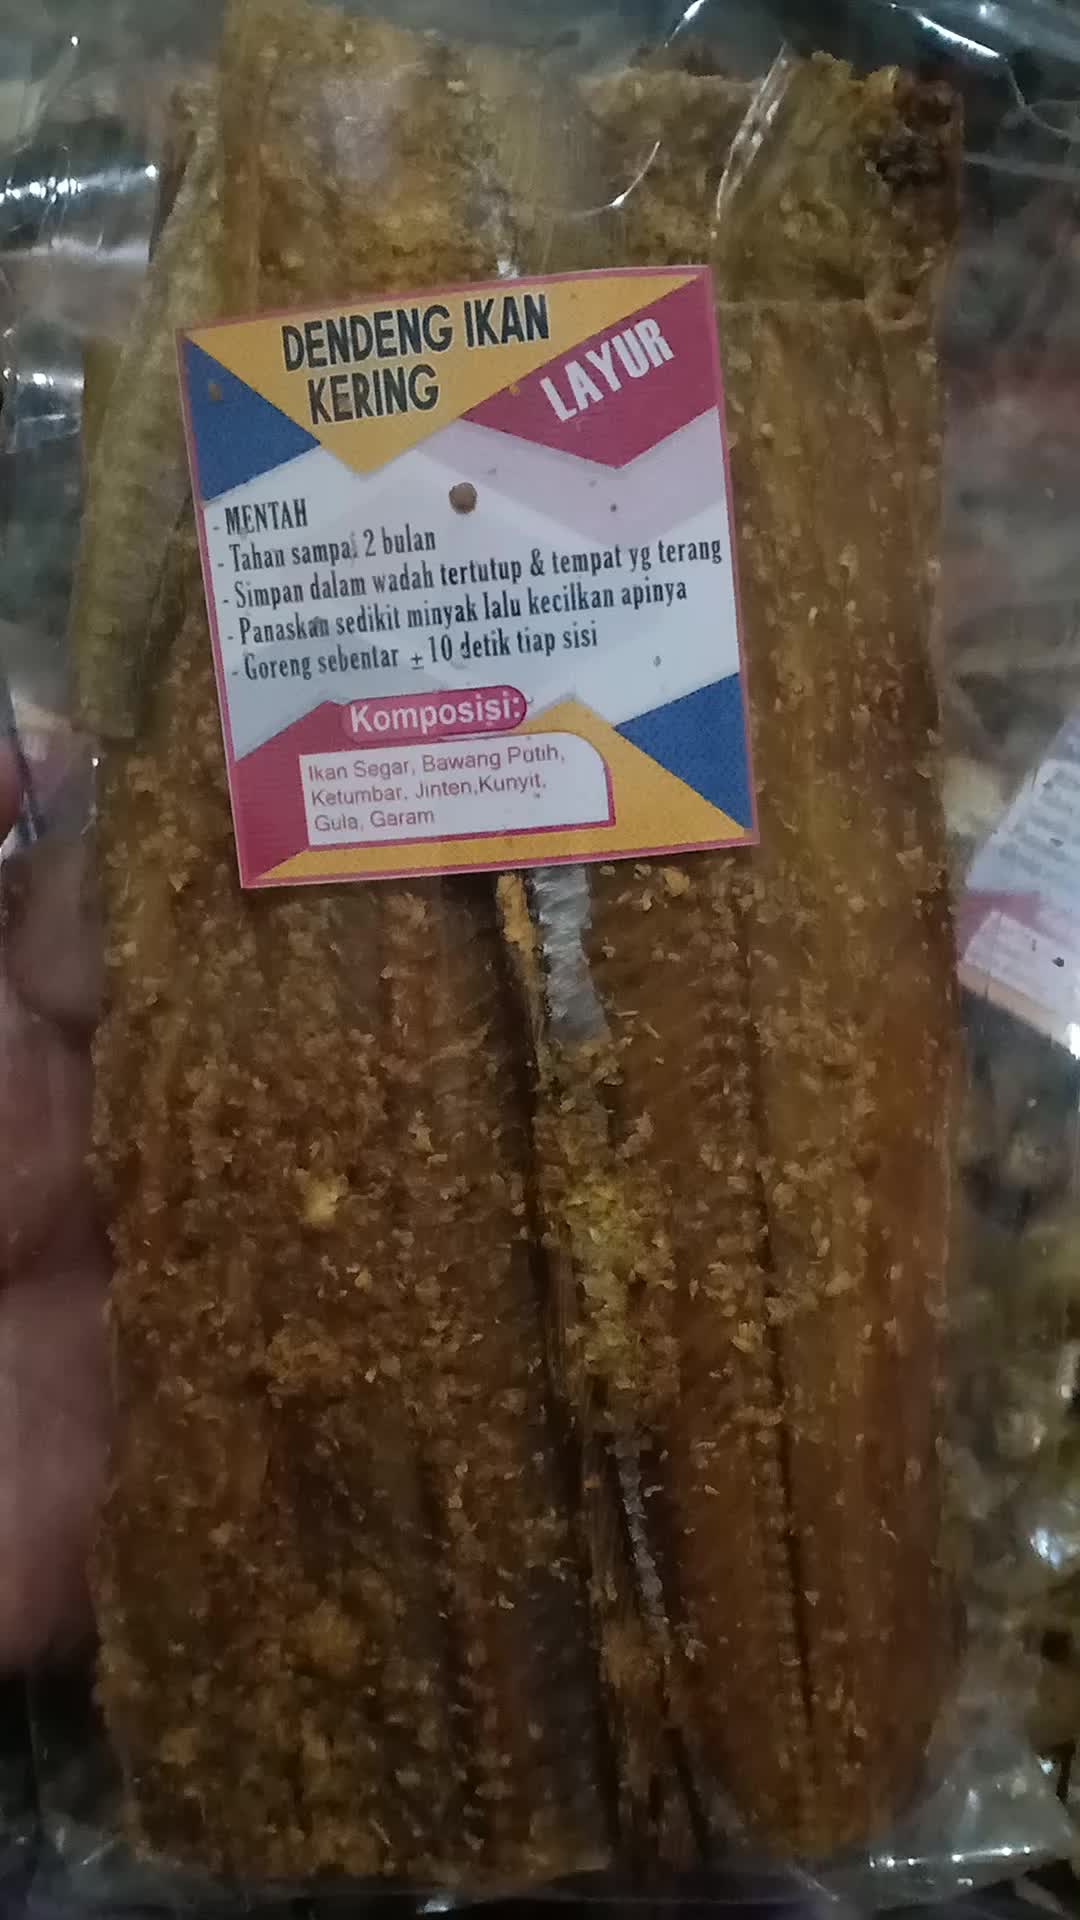 DENDENG IKAN
KERING
LAYUR
- MENTAH
- Tahan sampai 2 bulan
- Simpan dalam wadah tertutup & tempat yg terang
- Panaskan sedikit minyak lalu kecilkan apinya
- Goreng sebentar ± 10 detik tiap sisi
Komposisi:
Ikan Segar, Bawang Putih,
Ketumbar, Jinten,Kunyit,
Gula, Garam